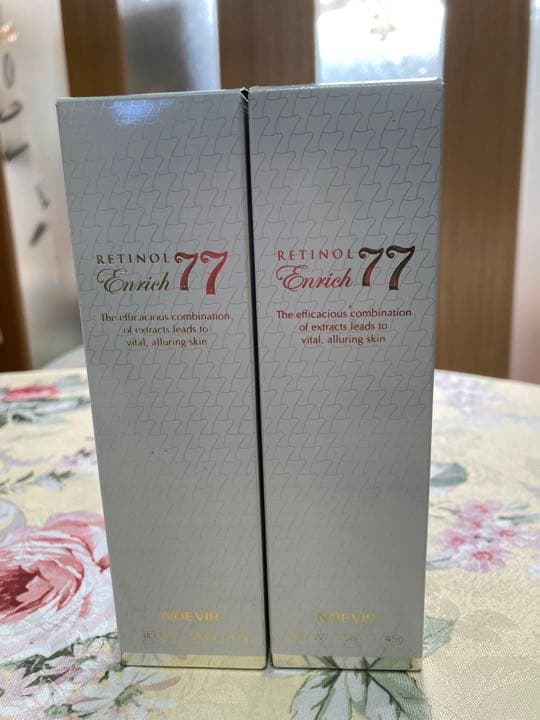 RETINOL
Enrich 77
The efficacious combination
of extracts leads to
vital, alluring skin
NOEVIR
RETINOL
Enrich 77
The efficacious combination
of extracts leads to
vital, alluring skin
NOEVIR
45g